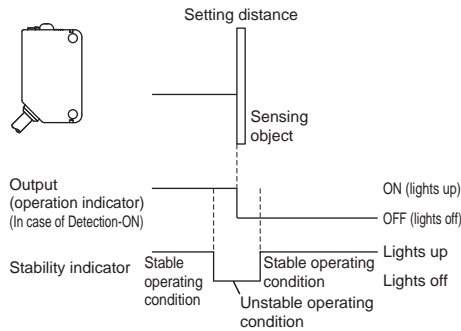 Setting distance
Sensing
object
Output
(operation indicator)
(In case of Detection-ON)
ON (lights up)
OFF (lights off)
Stability indicator
Stable
operating
condition
Stable operating
condition
Unstable operating
condition
Lights up
Lights off